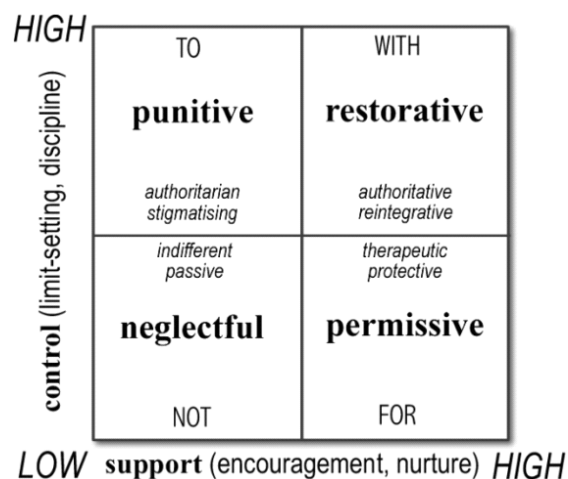 HIGH
TO
WITH
punitive
restorative
authoritarian
stigmatising
authoritative
reintegrative
control (limit-setting, discipline)
indifferent
passive
therapeutic
protective
neglectful
permissive
NOT
FOR
LOW support (encouragement, nurture) HIGH